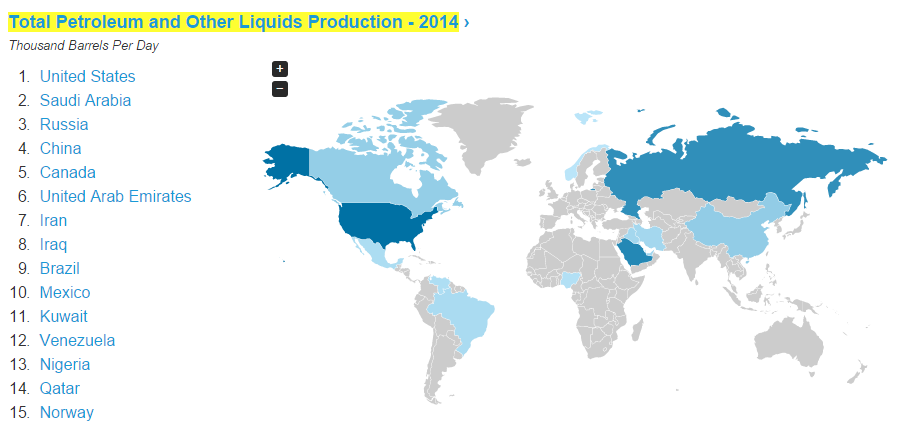 Total Petroleum and Other Liquids Production - 2014 ›
Thousand Barrels Per Day
+
−
1. United States
2. Saudi Arabia
3. Russia
4. China
5. Canada
6. United Arab Emirates
7. Iran
8. Iraq
9. Brazil
10. Mexico
11. Kuwait
12. Venezuela
13. Nigeria
14. Qatar
15. Norway